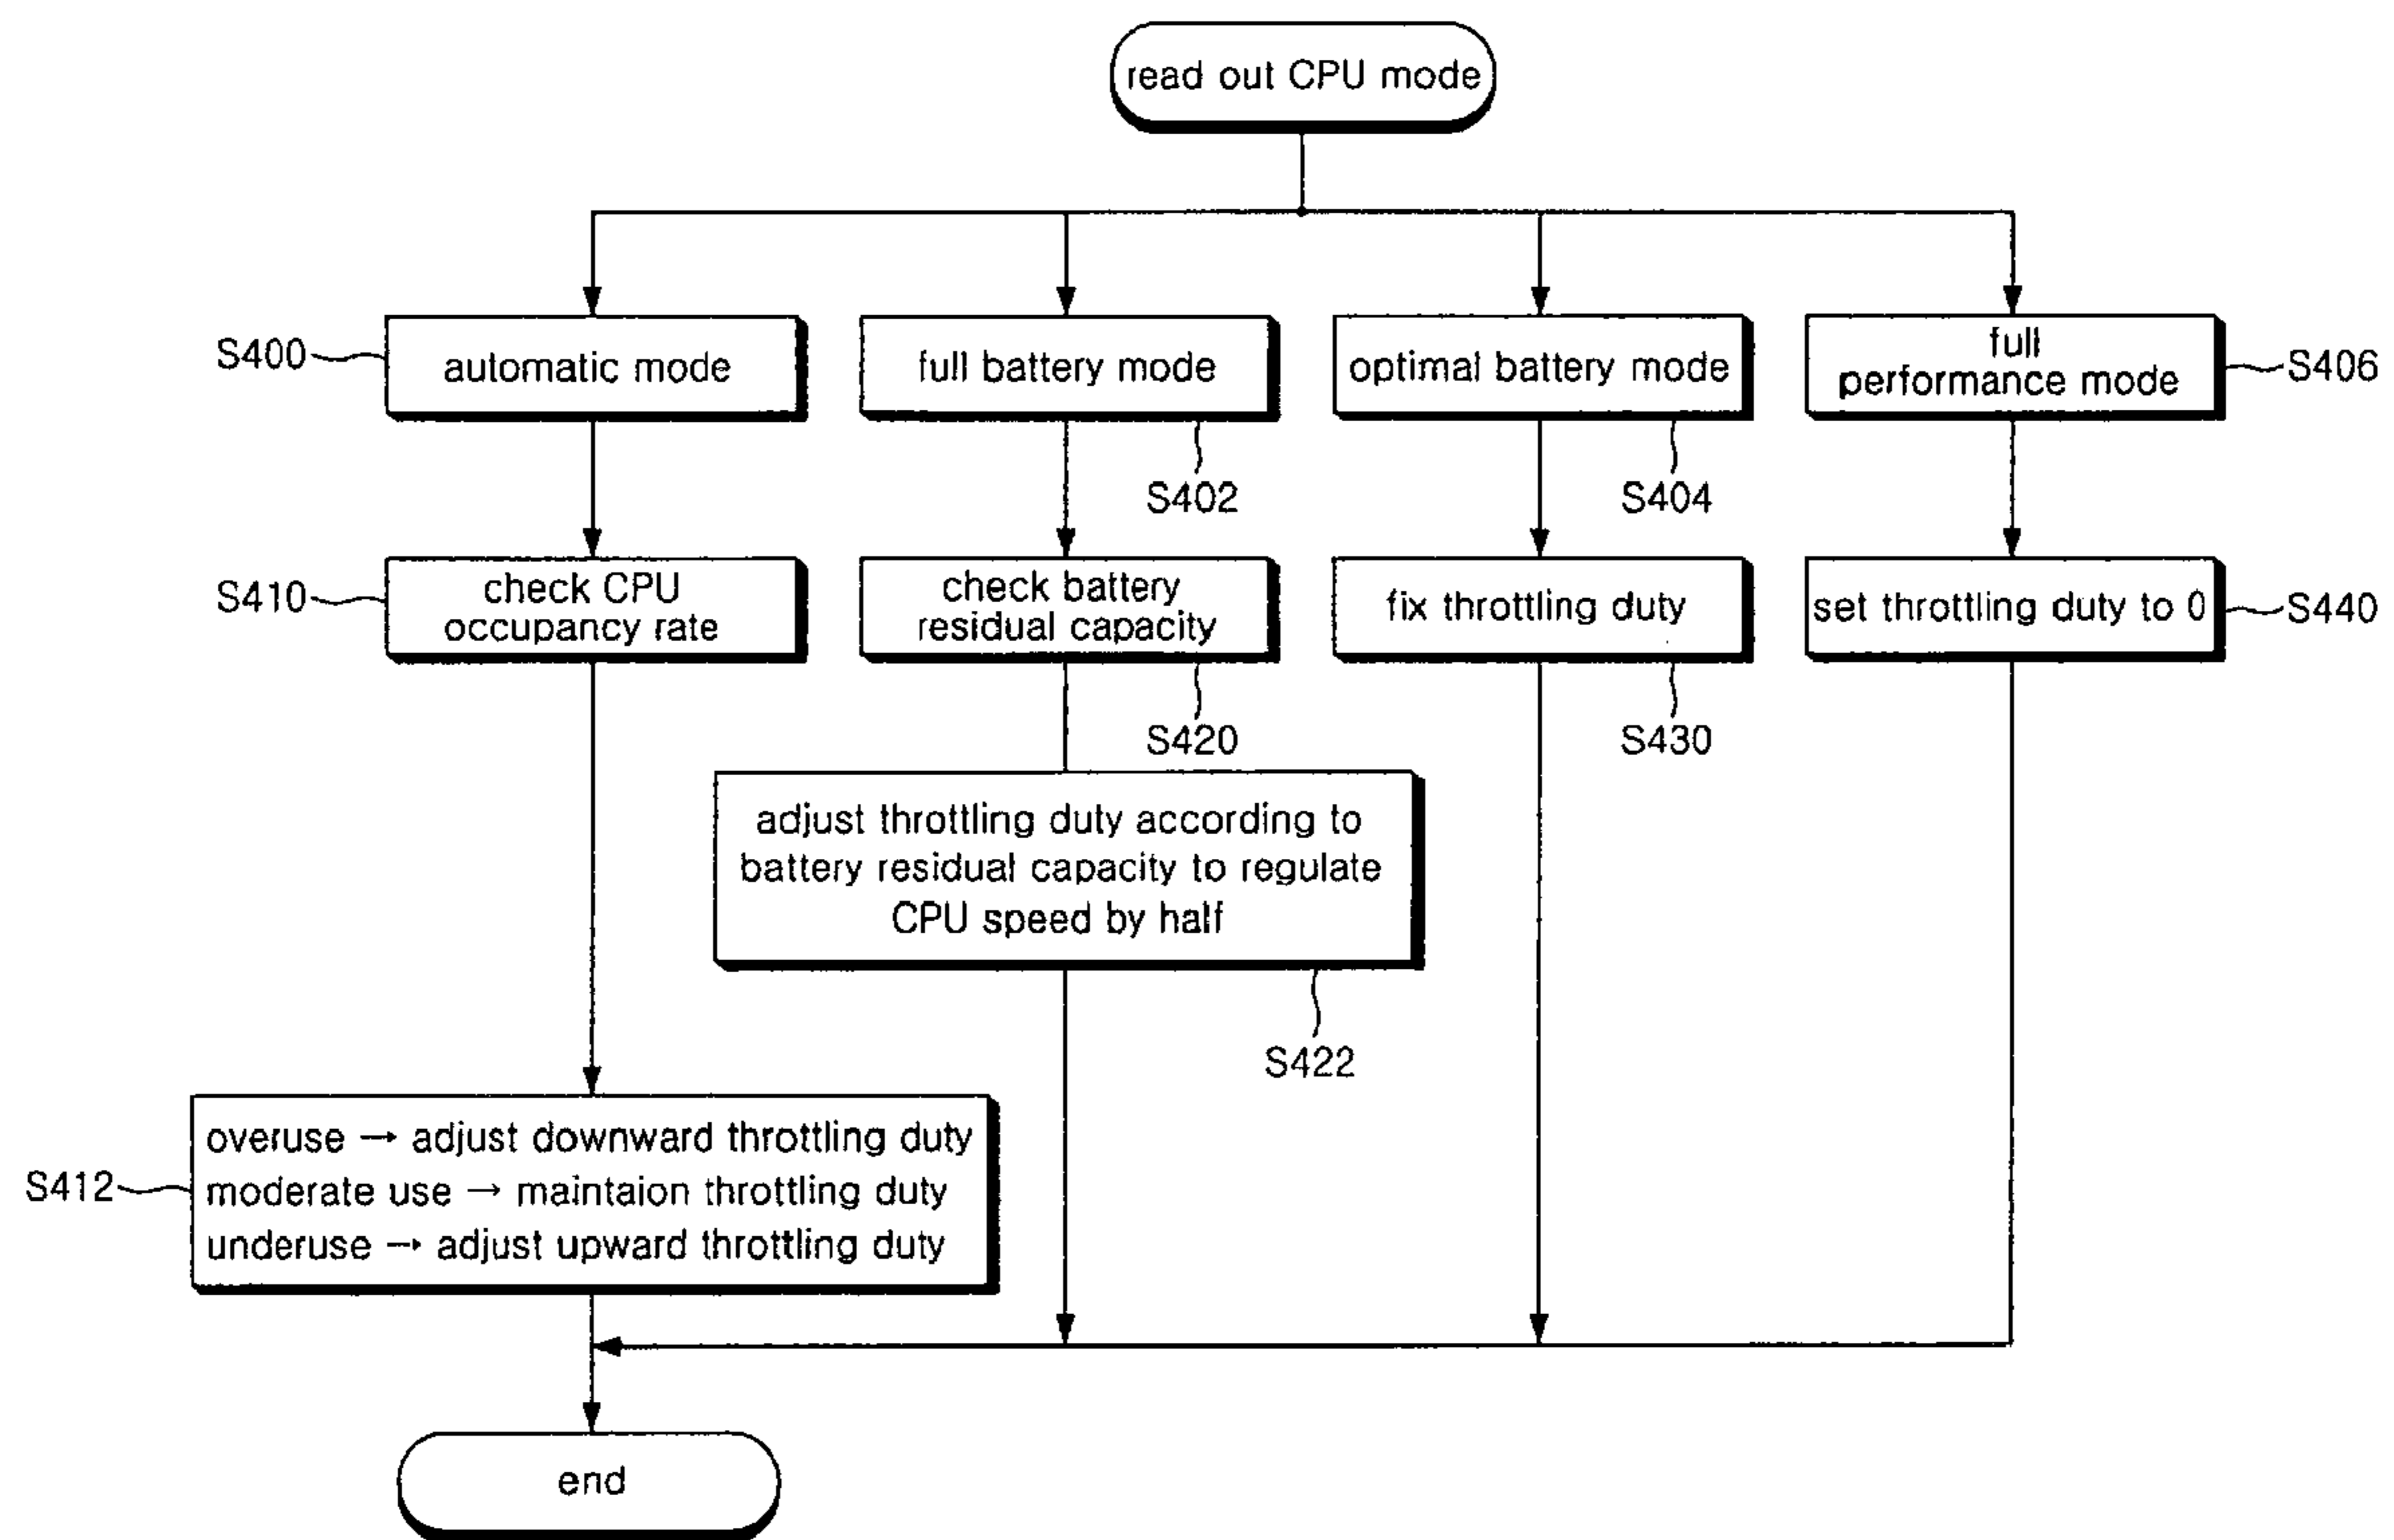 read out CPU mode
S400
automatic mode
full battery mode
optimal battery mode
full
performance mode
S406
S402
S404
S410
check CPU
occupancy rate
check battery
residual capacity
fix throttling duty
set throttling duty to 0
S440
S420
S430
adjust throttling duty according to
battery residual capacity to regulate
CPU speed by half
S422
S412
overuse → adjust downward throttling duty
moderate use → maintaion throttling duty
underuse → adjust upward throttling duty
end